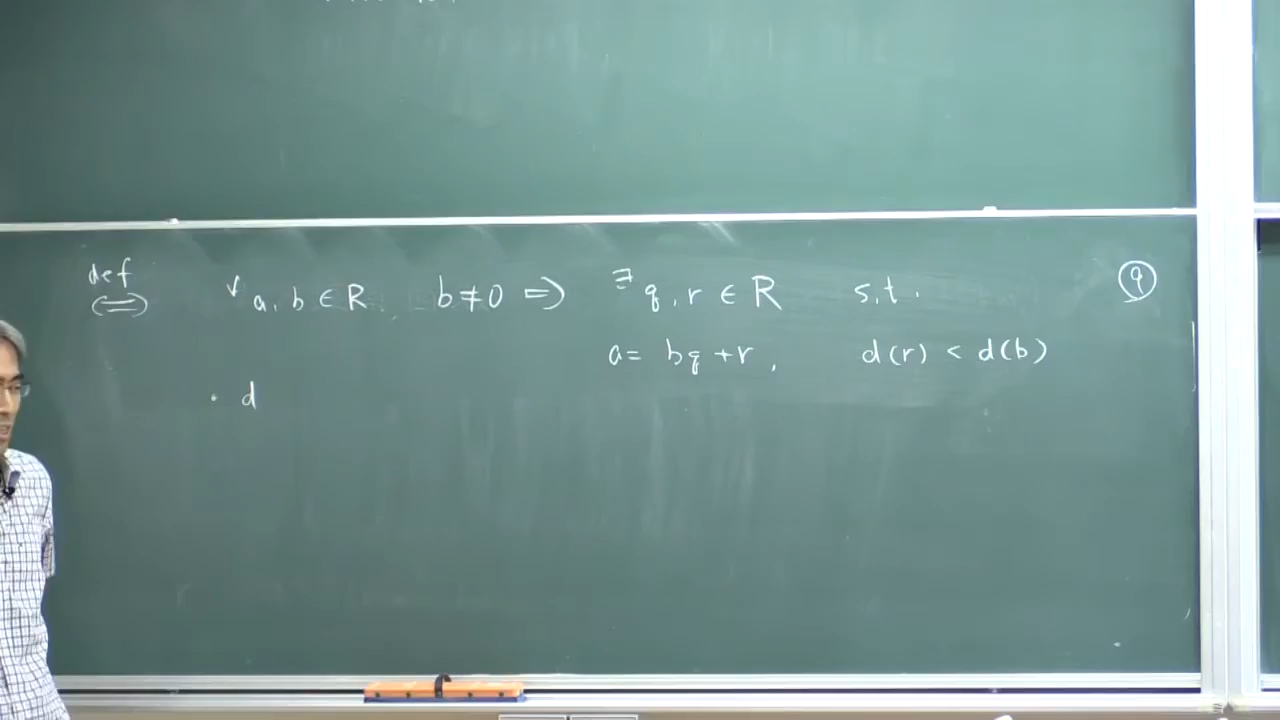 def ⟺ ∀a, b ∈ R, b ≠ 0 ⇒ ∃q, r ∈ R s.t. ⑨
a = bq + r, d(r) < d(b)
· d